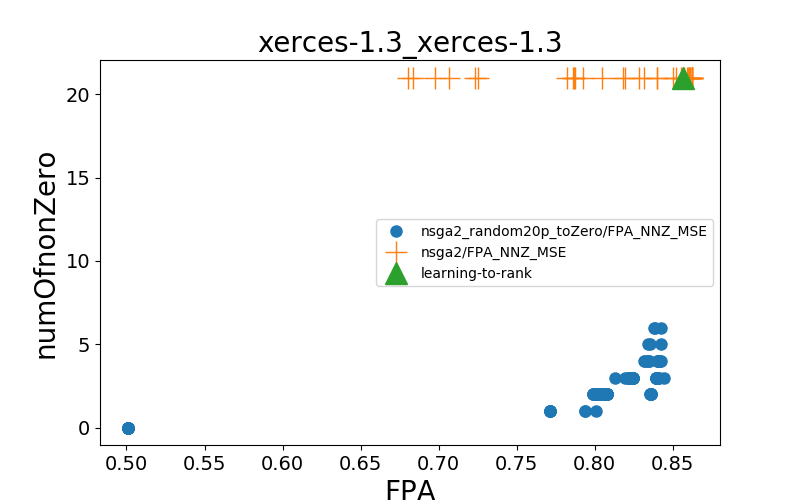 xerces-1.3_xerces-1.3
numOfnonZero
20
15
10
5
0
nsga2_random20p_toZero/FPA_NNZ_MSE
nsga2/FPA_NNZ_MSE
learning-to-rank
0.50 0.55 0.60 0.65 0.70 0.75 0.80 0.85
FPA